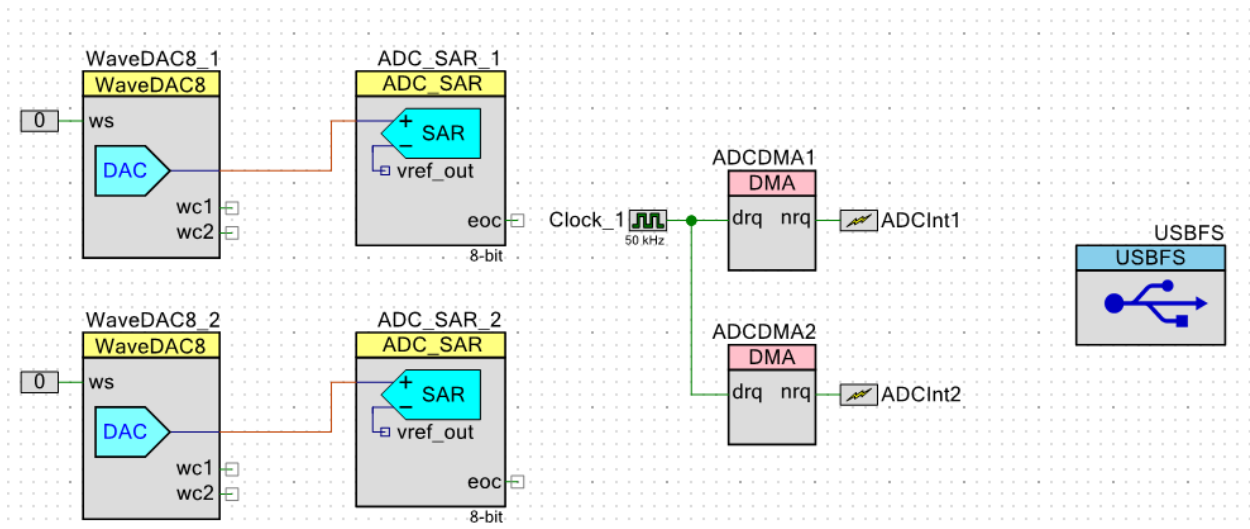 WaveDAC8_1
WaveDAC8
0
ws
DAC
wc1
wc2
ADC_SAR_1
ADC_SAR
+
SAR
−
vref_out
eoc
8-bit
Clock_1
50 kHz
ADCDMA1
DMA
drq nrq
ADCInt1
USBFS
USBFS
WaveDAC8_2
WaveDAC8
0
ws
DAC
wc1
wc2
ADC_SAR_2
ADC_SAR
+
SAR
−
vref_out
eoc
8-bit
ADCDMA2
DMA
drq nrq
ADCInt2